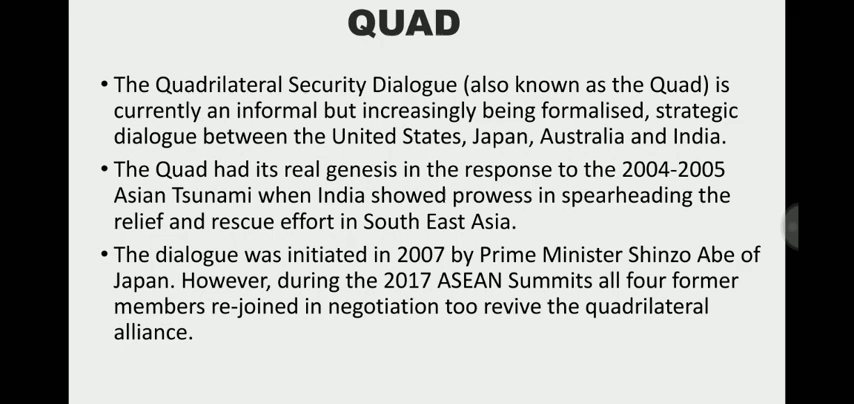 QUAD
• The Quadrilateral Security Dialogue (also known as the Quad) is
currently an informal but increasingly being formalised, strategic
dialogue between the United States, Japan, Australia and India.
• The Quad had its real genesis in the response to the 2004-2005
Asian Tsunami when India showed prowess in spearheading the
relief and rescue effort in South East Asia.
• The dialogue was initiated in 2007 by Prime Minister Shinzo Abe of
Japan. However, during the 2017 ASEAN Summits all four former
members re-joined in negotiation too revive the quadrilateral
alliance.